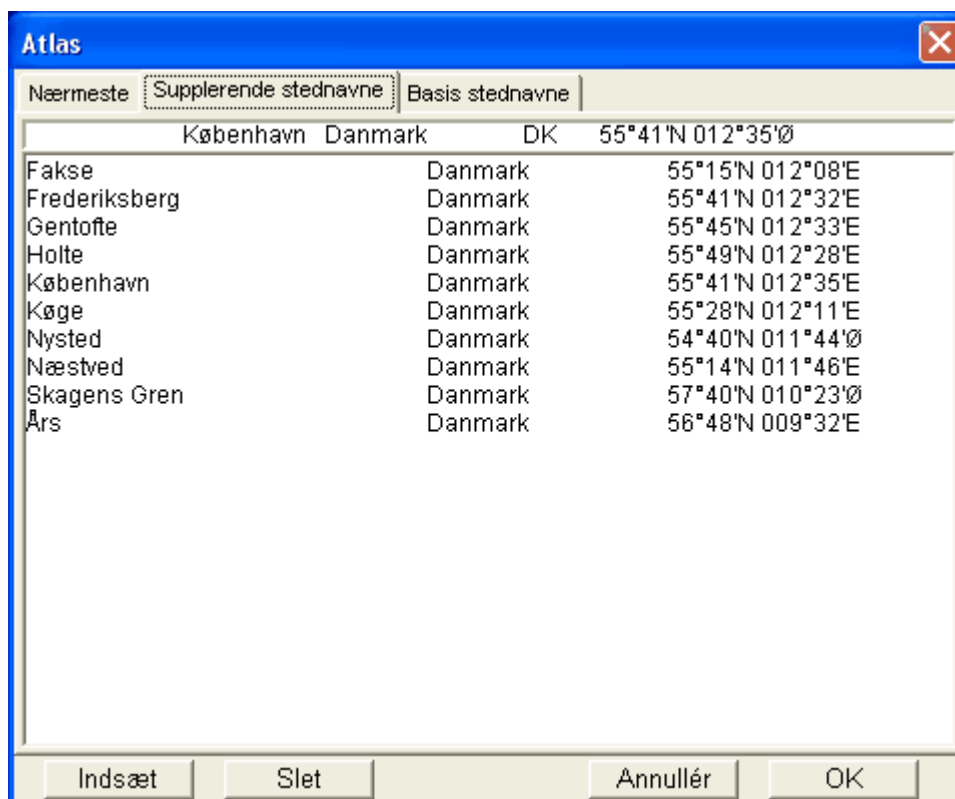 Atlas
Nærmeste Supplerende stednavne Basis stednavne
København Danmark DK 55°41'N 012°35'Ø
Fakse Danmark 55°15'N 012°08'E
Frederiksberg Danmark 55°41'N 012°32'E
Gentofte Danmark 55°45'N 012°33'E
Holte Danmark 55°49'N 012°28'E
København Danmark 55°41'N 012°35'E
Køge Danmark 55°28'N 012°11'E
Nysted Danmark 54°40'N 011°44'Ø
Næstved Danmark 55°14'N 011°46'E
Skagens Gren Danmark 57°40'N 010°23'Ø
Års Danmark 56°48'N 009°32'E
Indsæt Slet Annullér OK